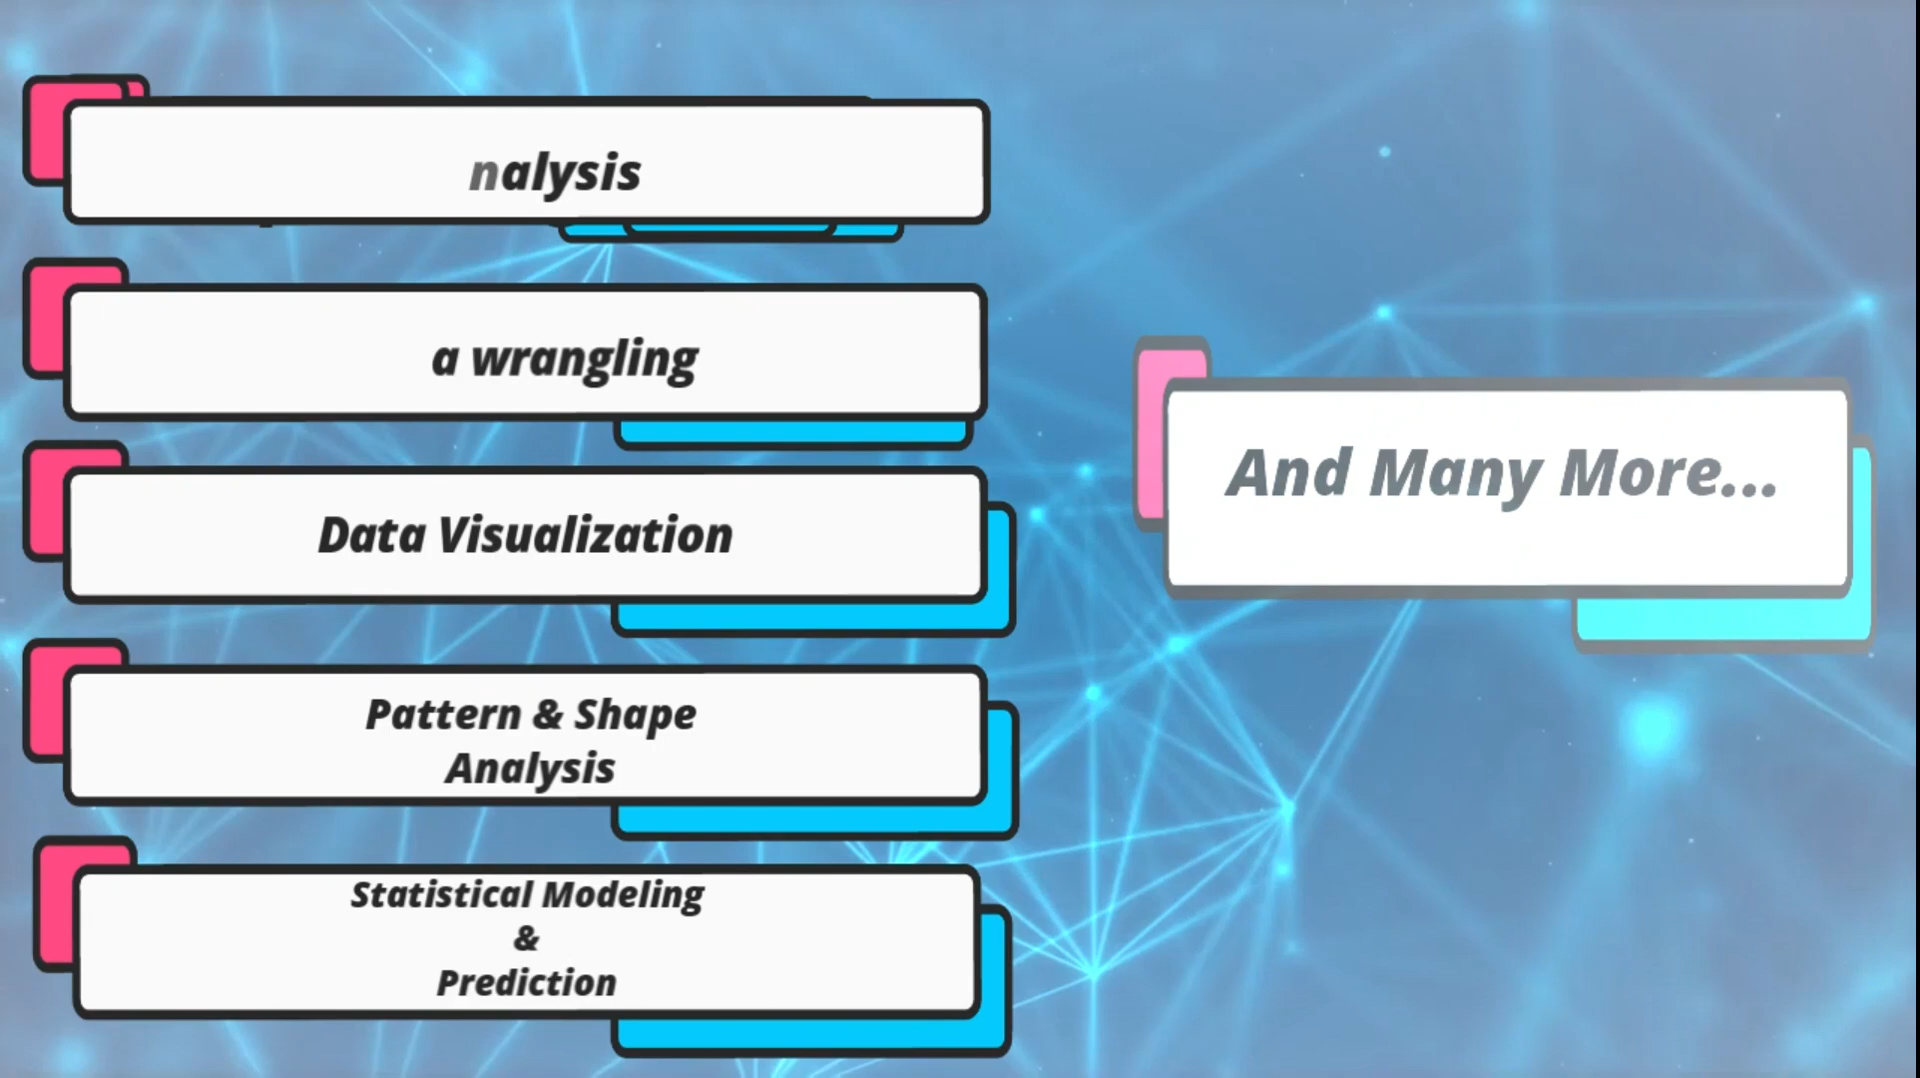 nalysis
a wrangling
Data Visualization
Pattern & Shape
Analysis
Statistical Modeling
&
Prediction
And Many More...